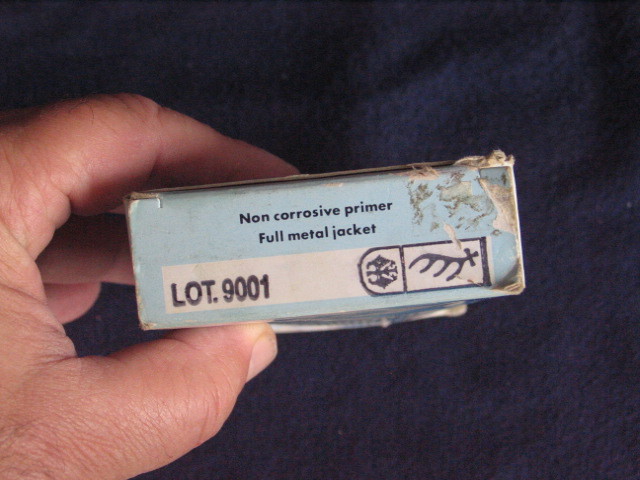 Non corrosive primer
Full metal jacket
LOT. 9001